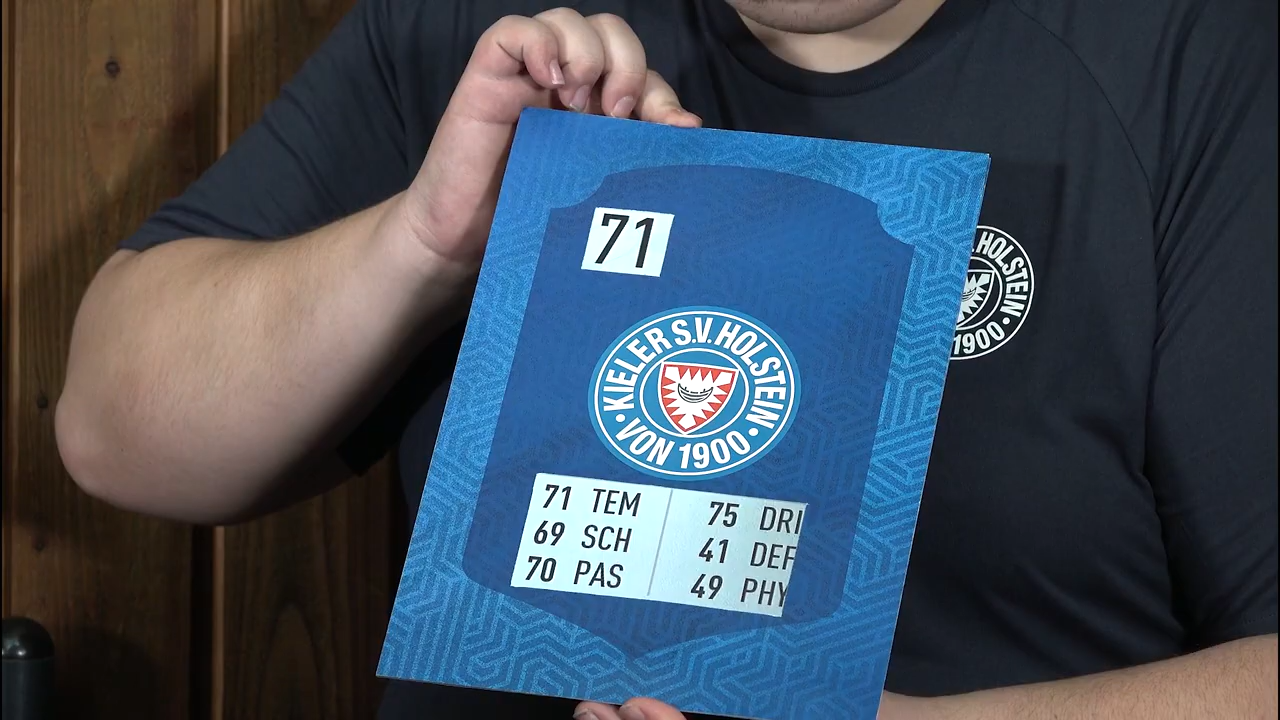 71
KIELER S.V. HOLSTEIN
· VON 1900 ·
71 TEM 75 DRI
69 SCH 41 DEF
70 PAS 49 PHY
HOLSTEIN
1900 ·